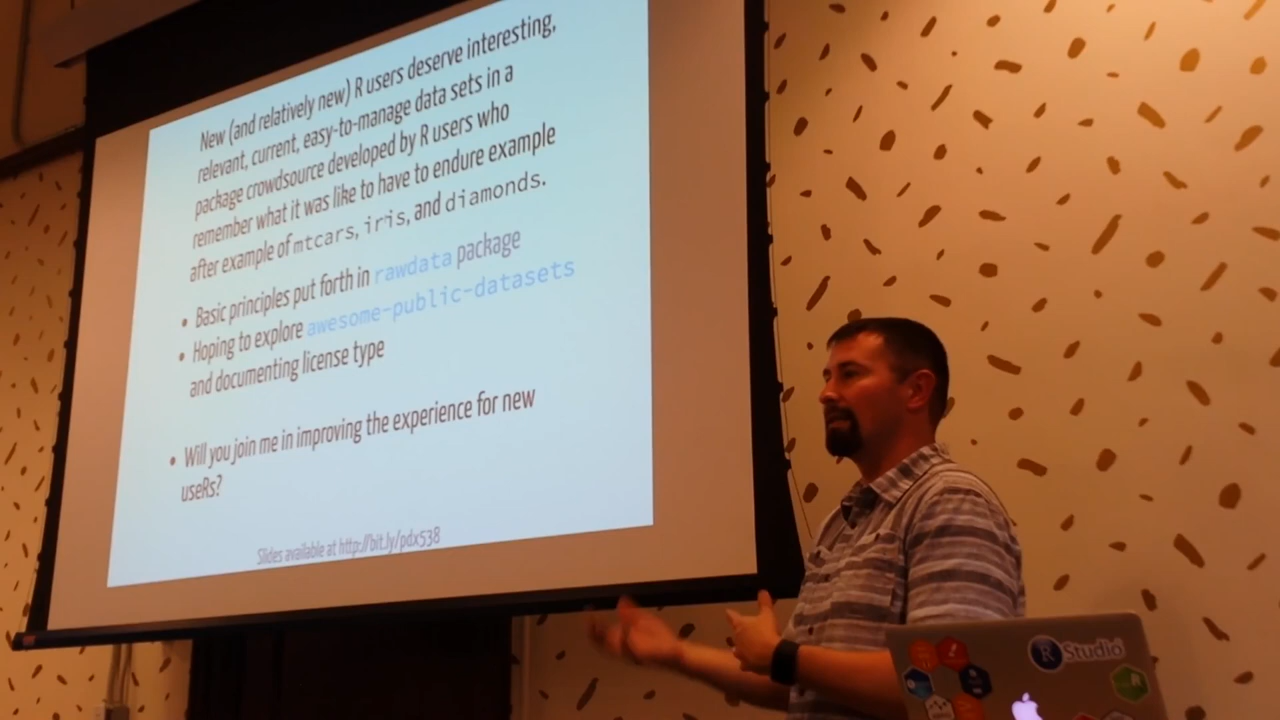 New (and relatively new) R users deserve interesting,
relevant, current, easy-to-manage data sets in a
package crowdsource developed by R users who
remember what it was like to have to endure example
after example of mtcars, iris, and diamonds.
• Basic principles put forth in rawdata package
• Hoping to explore awesome-public-datasets
and documenting license type
• Will you join me in improving the experience for new
useRs?
Slides available at http://bit.ly/pdx538
R Studio